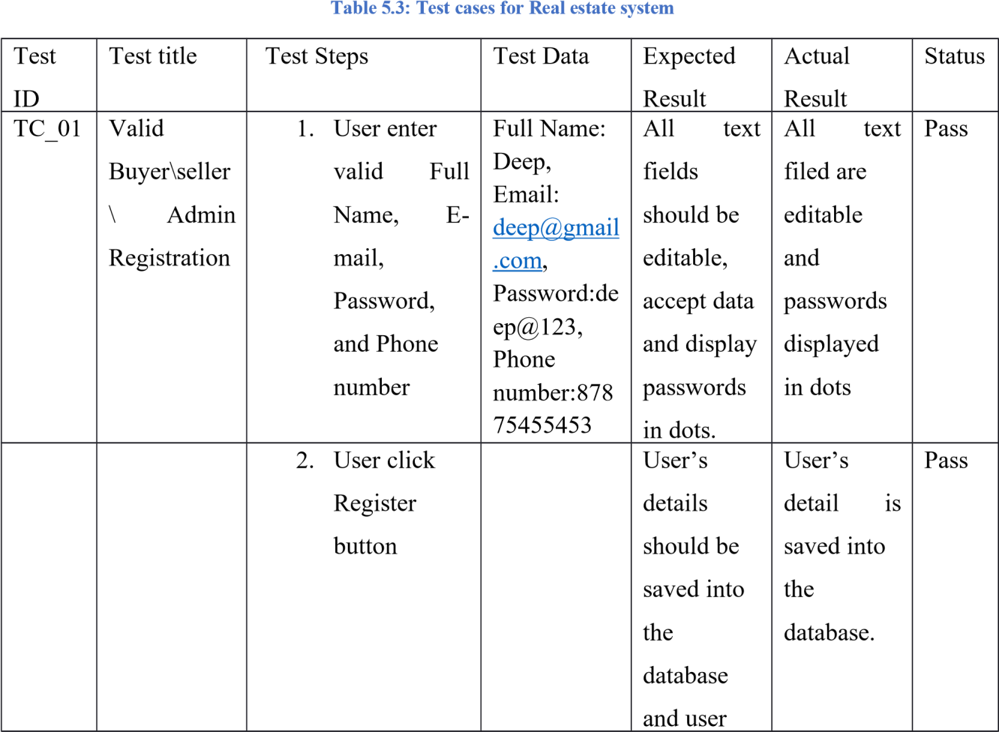 Table 5.3: Test cases for Real estate system
Test ID
Test title
Test Steps
Test Data
Expected
Result
Actual
Result
Status
TC_01
Valid
Buyer\seller
\ Admin
Registration
1. User enter
valid Full
Name, E-
mail,
Password,
and Phone
number
Full Name:
Deep,
Email:
deep@gmail
.com,
Password:de
ep@123,
Phone
number:878
75455453
All text
fields
should be
editable,
accept data
and display
passwords
in dots.
All text
filed are
editable
and
passwords
displayed
in dots
Pass
2. User click
Register
button
User’s
details
should be
saved into
the
database
and user
User’s
detail is
saved into
the
database.
Pass